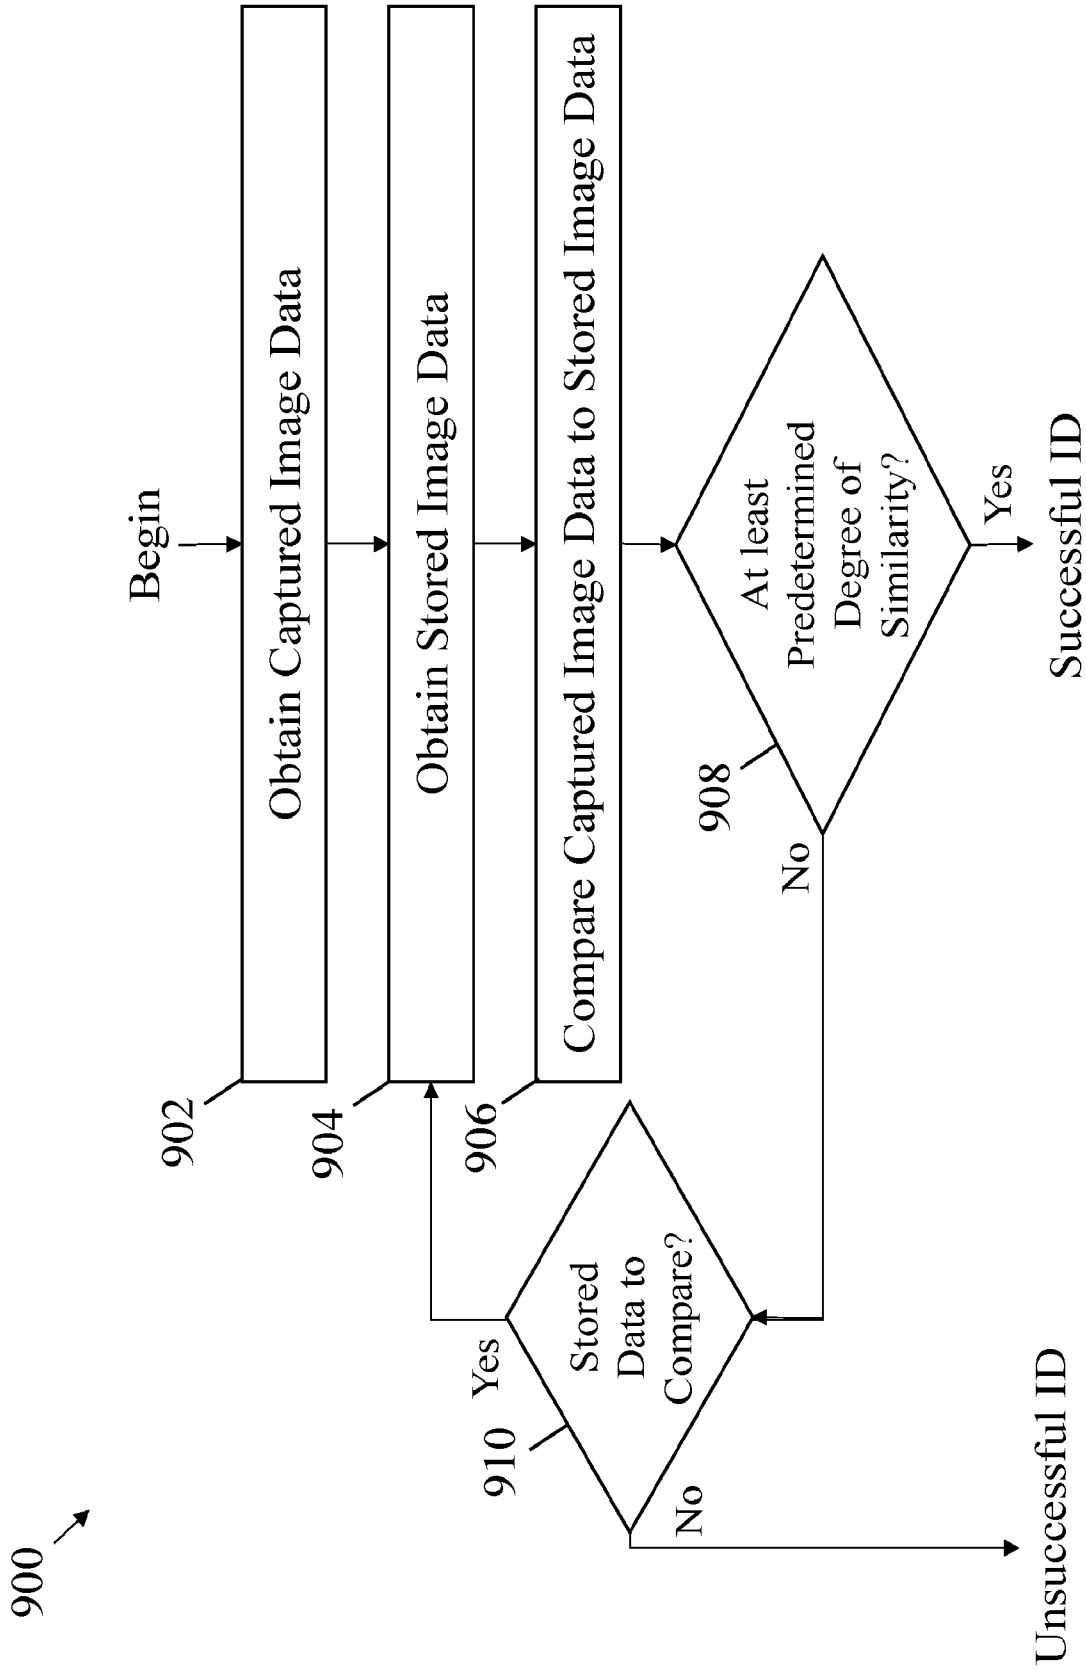 900
Begin
902
Obtain Captured Image Data
904
Obtain Stored Image Data
906
Compare Captured Image Data to Stored Image Data
908
At least
Predetermined
Degree of
Similarity?
No
Yes
Successful ID
910
Stored
Data to
Compare?
Yes
No
Unsuccessful ID